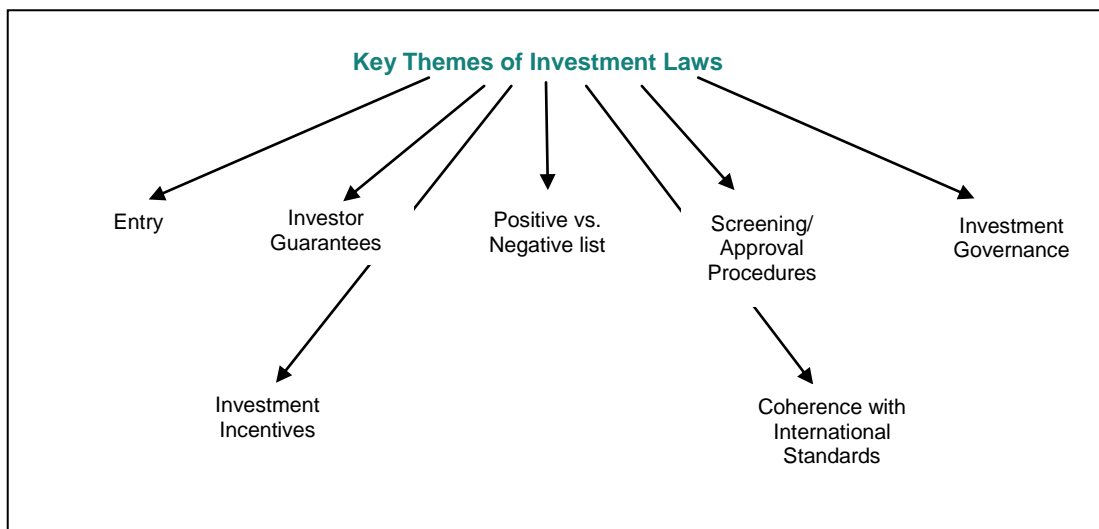 Key Themes of Investment Laws
Entry
Investor
Guarantees
Positive vs.
Negative list
Screening/
Approval
Procedures
Investment
Governance
Investment
Incentives
Coherence with
International
Standards